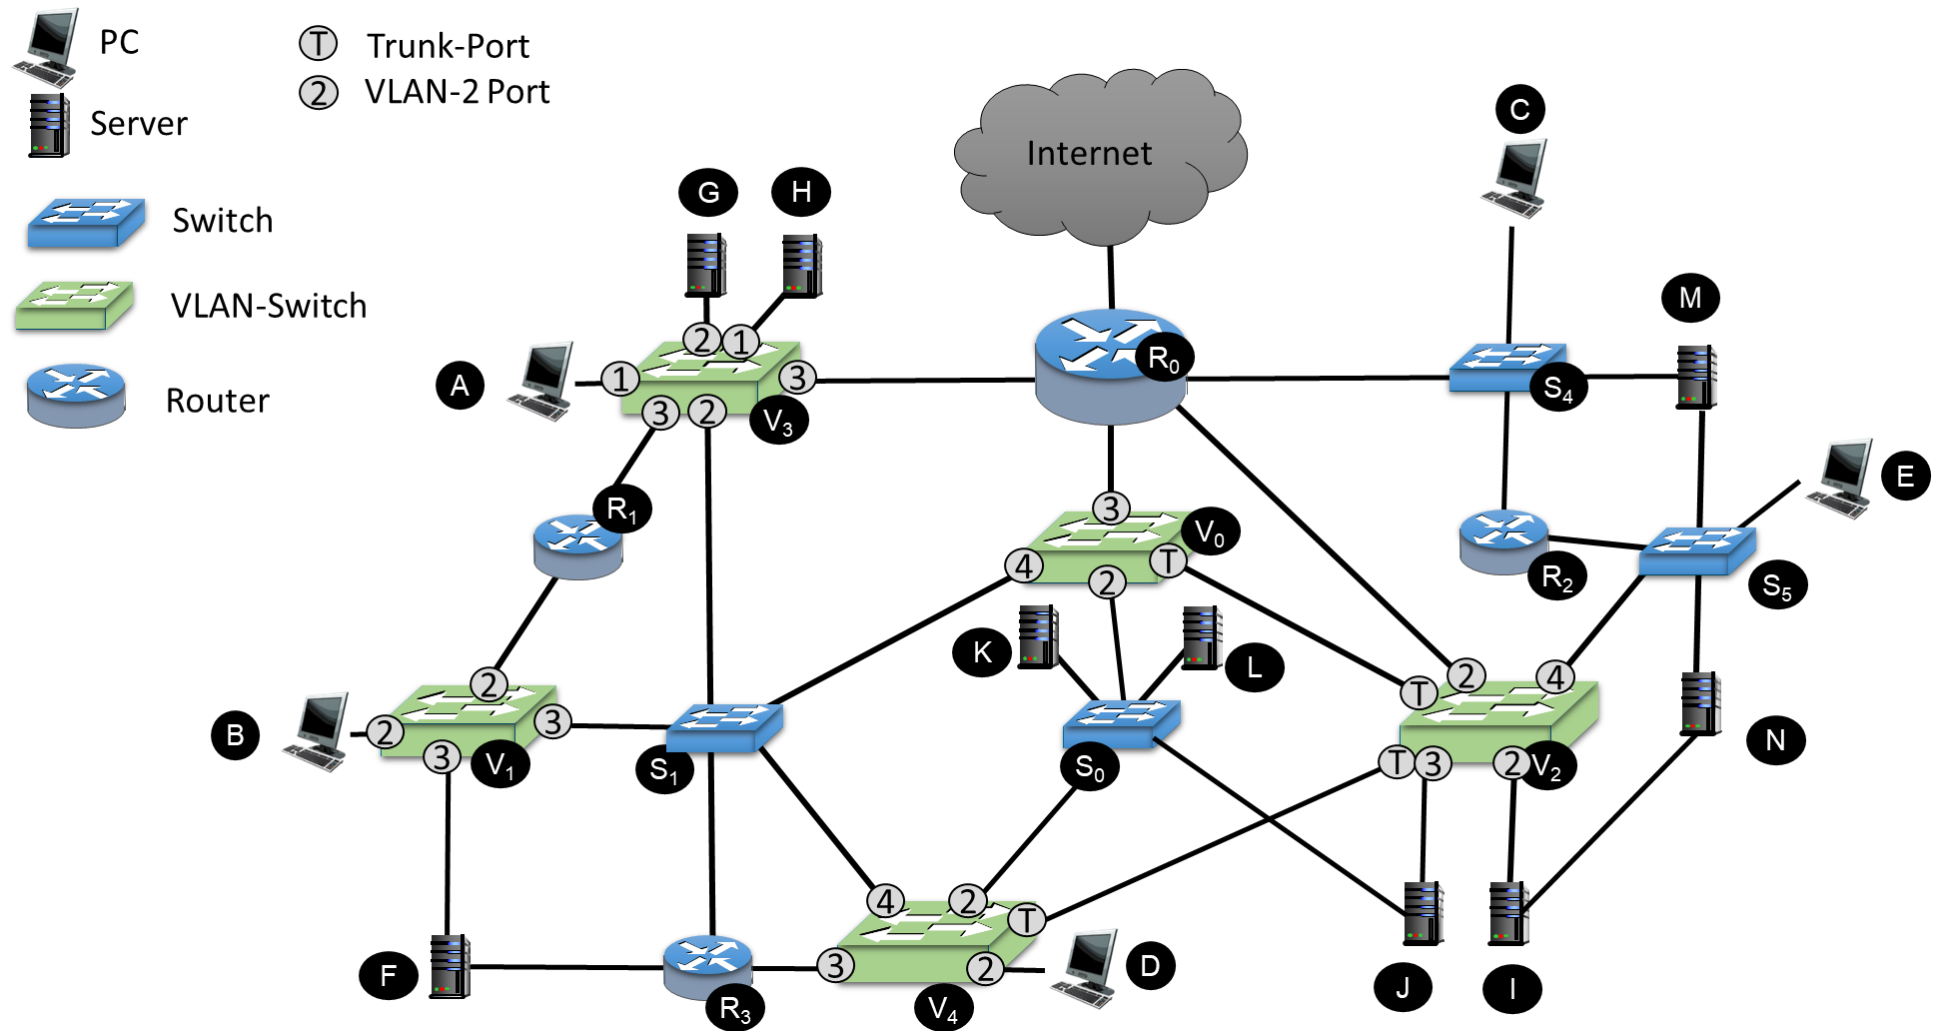 PC
T Trunk-Port
2 VLAN-2 Port
Server
Switch
VLAN-Switch
Router
Internet
C
G
H
M
A
1
2
1
3
3
2
V3
R0
S4
E
R1
3
V0
4
2
T
R2
S5
K
L
B
2
2
3
3
V1
S1
S0
T
2
4
T
3
2
V2
N
4
2
T
3
2
F
R3
V4
D
J
I